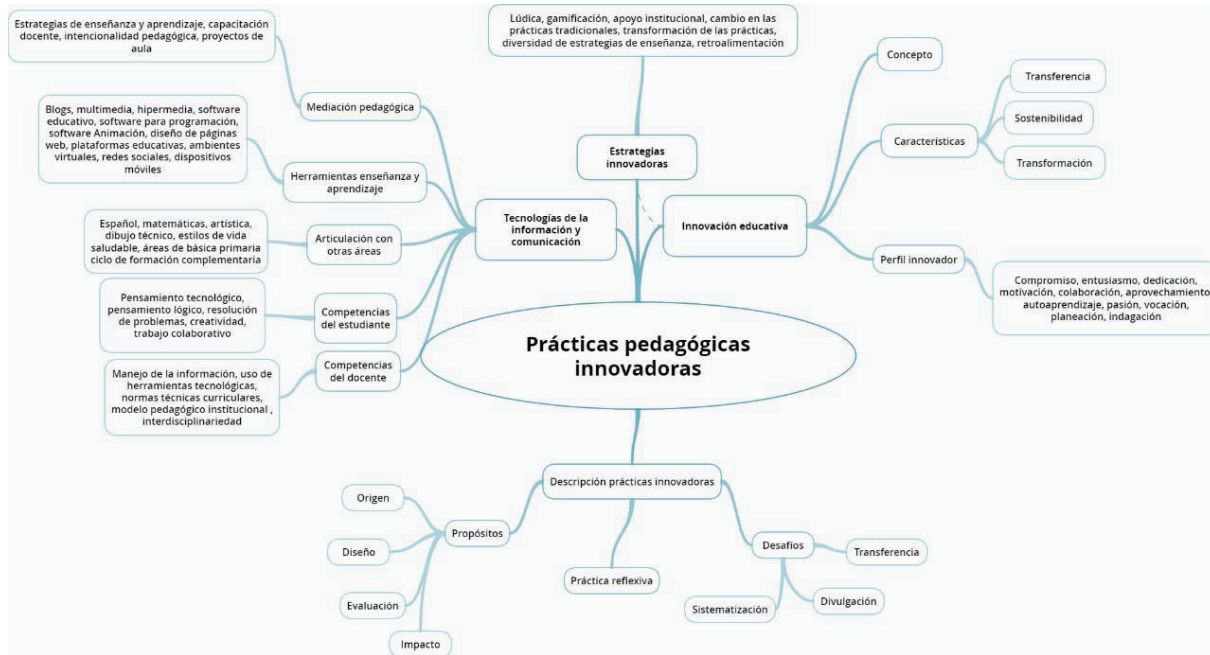 Estrategias de enseñanza y aprendizaje, capacitación
docente, intencionalidad pedagógica, proyectos de
aula
Lúdica, gamificación, apoyo institucional, cambio en las
prácticas tradicionales, transformación de las prácticas,
diversidad de estrategias de enseñanza, retroalimentación
Concepto
Transferencia
Mediación pedagógica
Blogs, multimedia, hipermedia, software
educativo, software para programación,
software Animación, diseño de páginas
web, plataformas educativas, ambientes
virtuales, redes sociales, dispositivos
móviles
Sostenibilidad
Características
Estrategias
innovadoras
Transformación
Herramientas enseñanza y
aprendizaje
Tecnologías de la
información y
comunicación
Innovación educativa
Español, matemáticas, artística,
dibujo técnico, estilos de vida
saludable, áreas de básica primaria
ciclo de formación complementaria
Articulación con
otras áreas
Perfil innovador
Compromiso, entusiasmo, dedicación,
motivación, colaboración, aprovechamiento
autoaprendizaje, pasión, vocación,
planeación, indagación
Pensamiento tecnológico,
pensamiento lógico, resolución
de problemas, creatividad,
trabajo colaborativo
Competencias
del estudiante
Prácticas pedagógicas
innovadoras
Competencias
del docente
Manejo de la información, uso de
herramientas tecnológicas,
normas técnicas curriculares,
modelo pedagógico institucional ,
interdisciplinariedad
Descripción prácticas innovadoras
Origen
Propósitos
Diseño
Evaluación
Impacto
Práctica reflexiva
Desafíos
Transferencia
Divulgación
Sistematización